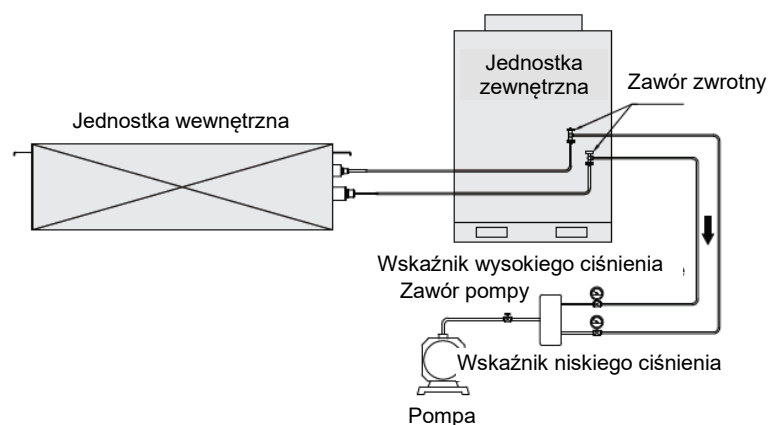 Jednostka
zewnętrzna
Zawór zwrotny
Jednostka wewnętrzna
Wskaźnik wysokiego ciśnienia
Zawór pompy
Wskaźnik niskiego ciśnienia
Pompa